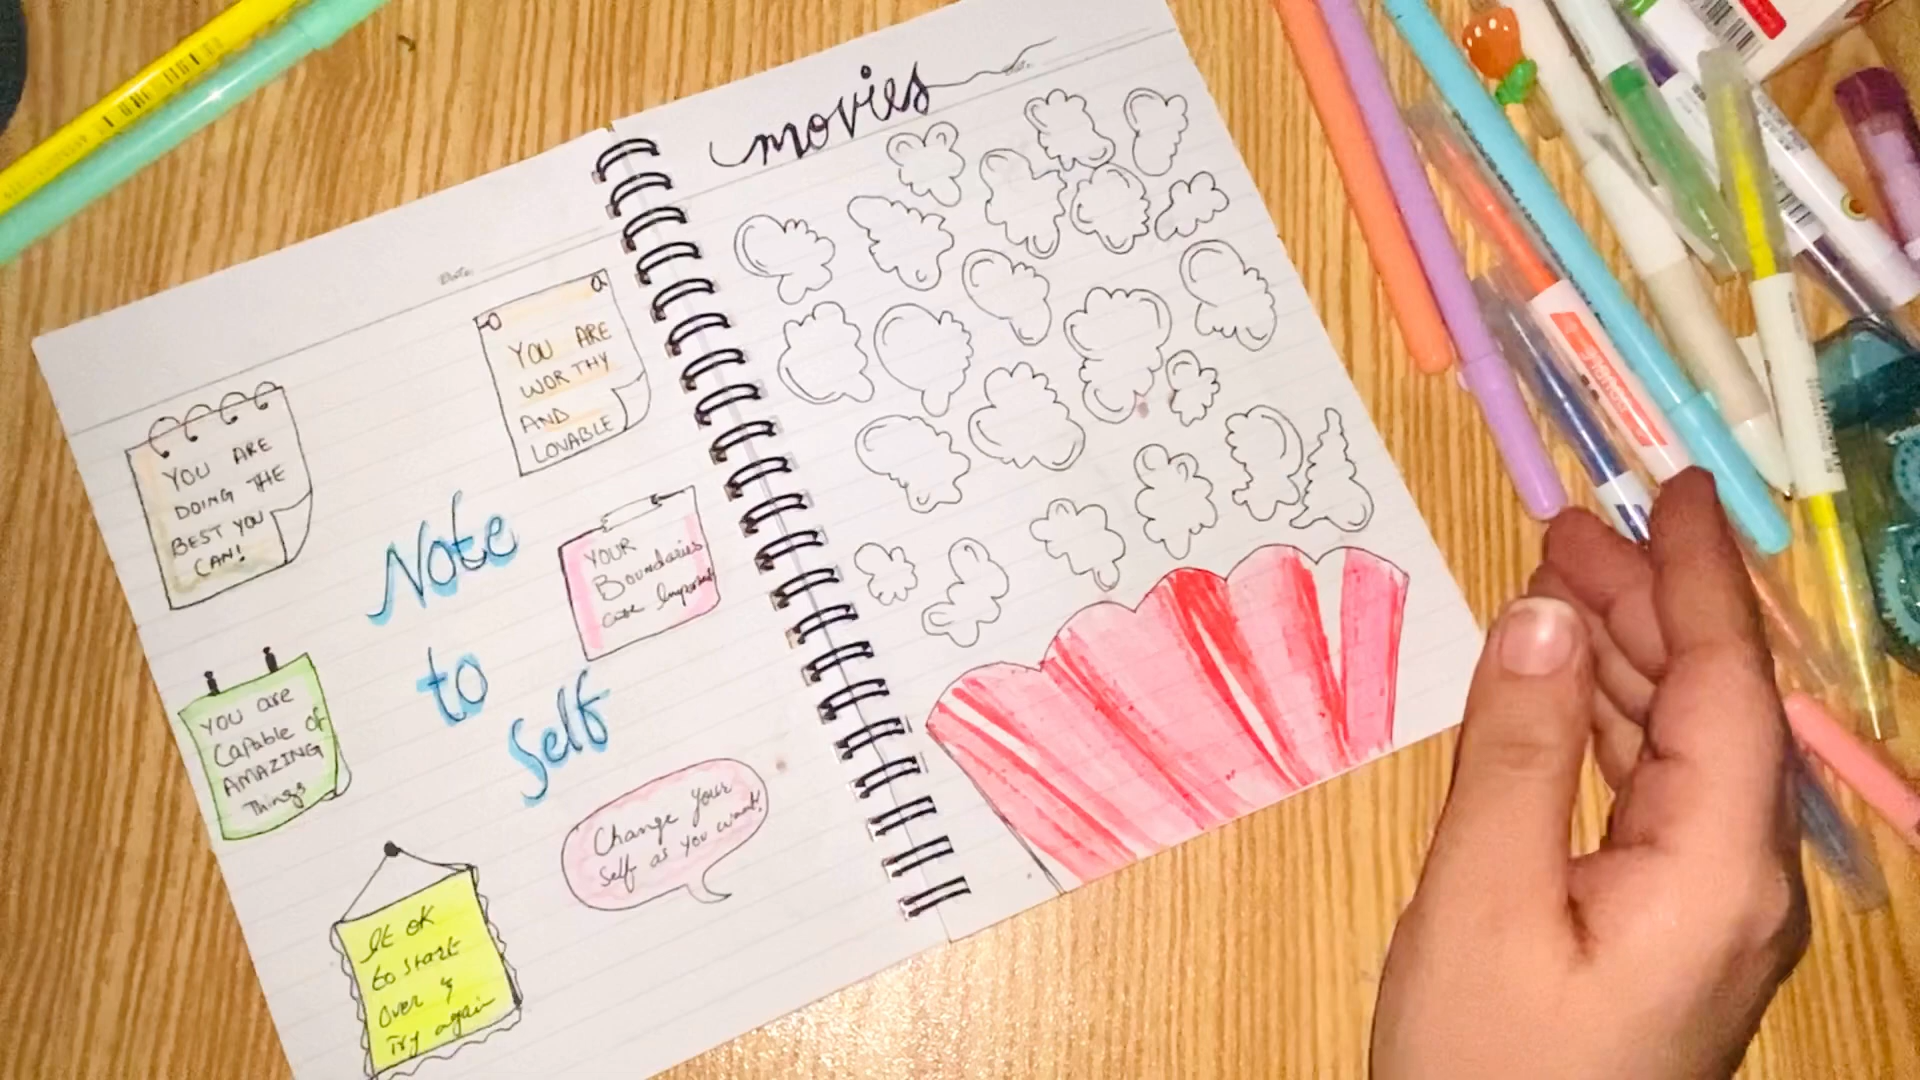 Date:
YOU ARE
DOING THE
BEST YOU
CAN!
YOU ARE
WORTHY
AND
LOVABLE
Note
to
Self
YOUR
Boundaries
are Important
You are
Capable of
AMAZING
Things
Change Your
self as you want!
It OK
to start
Over &
Try again
movies
Date: